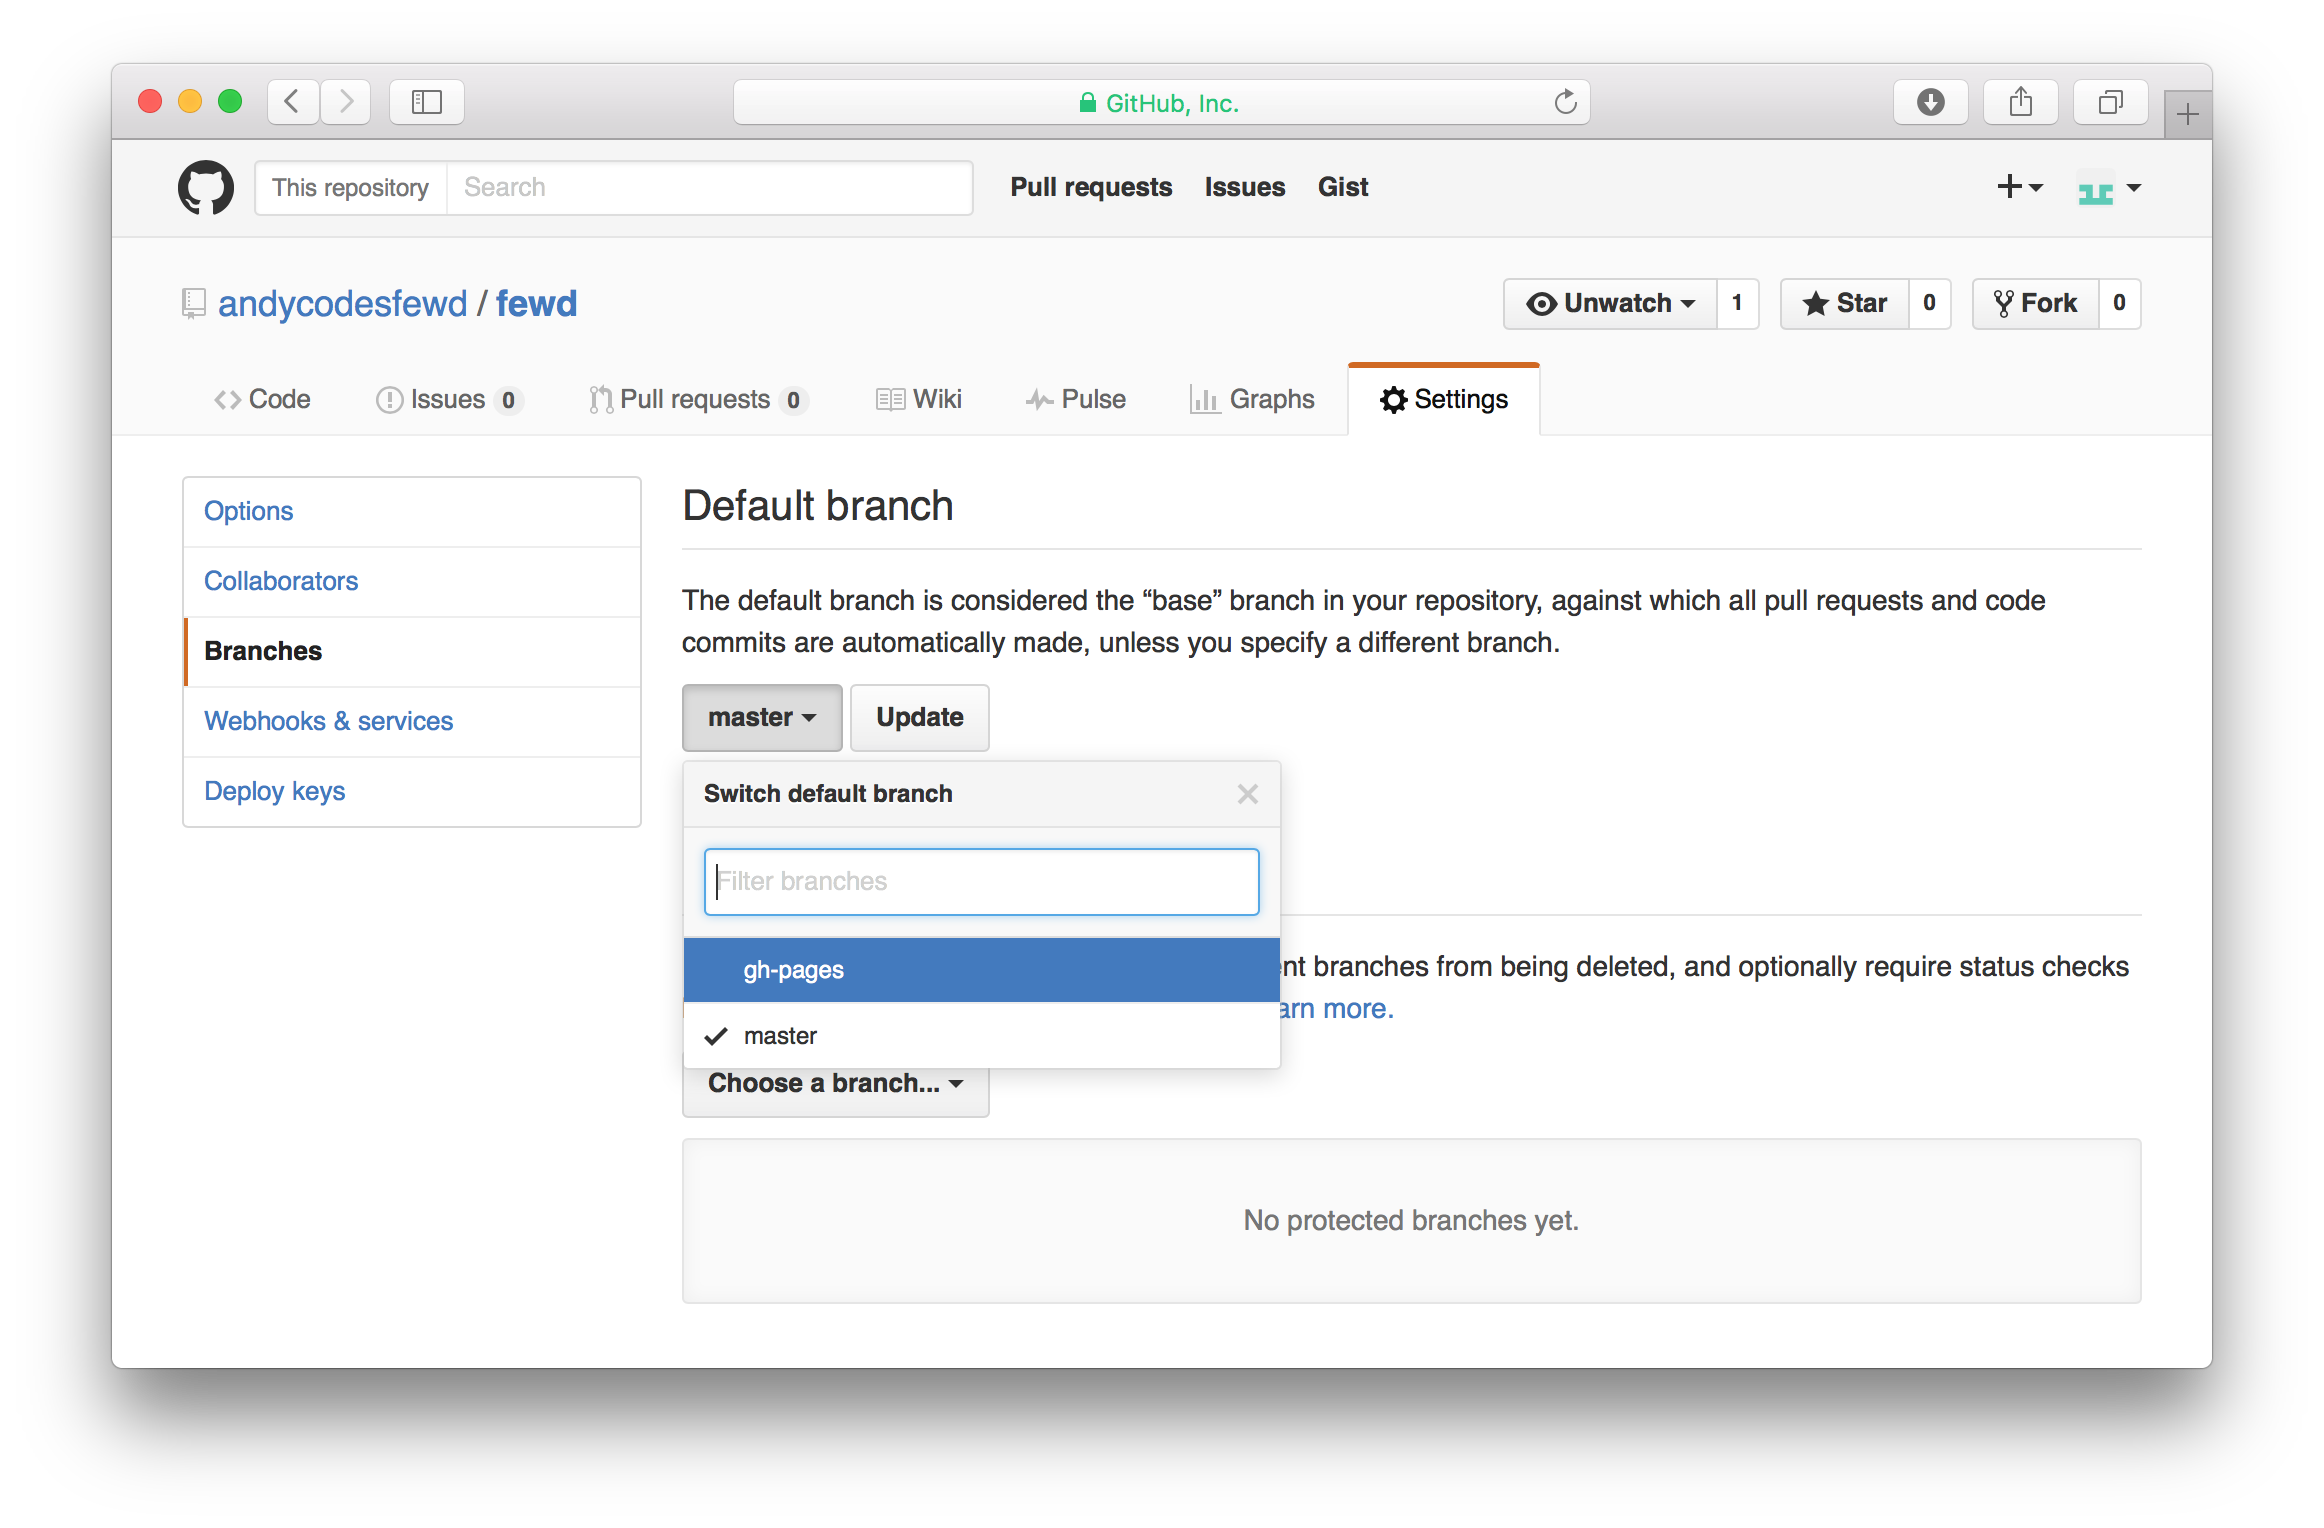 GitHub, Inc.
This repository Search Pull requests Issues Gist
andycodesfewd / fewd Unwatch 1 Star 0 Fork 0
Code Issues 0 Pull requests 0 Wiki Pulse Graphs Settings
Options
Collaborators
Branches
Webhooks & services
Deploy keys
Default branch
The default branch is considered the “base” branch in your repository, against which all pull requests and code
commits are automatically made, unless you specify a different branch.
master Update
Switch default branch
Filter branches
gh-pages
master
nt branches from being deleted, and optionally require status checks
arn more.
Choose a branch...
No protected branches yet.